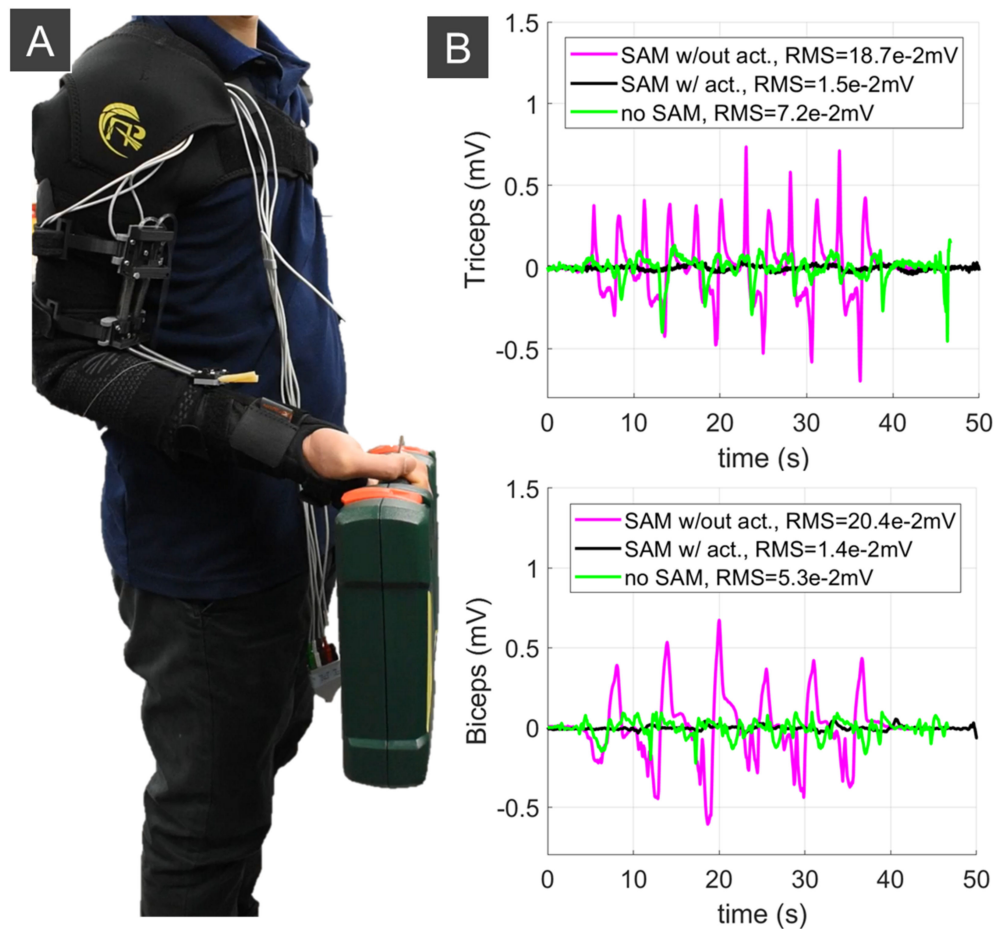 A
B
1.5
1
0.5
0
-0.5
Triceps (mV)
SAM w/out act., RMS=18.7e-2mV
SAM w/ act., RMS=1.5e-2mV
no SAM, RMS=7.2e-2mV
0 10 20 30 40 50
time (s)
1.5
1
0.5
0
-0.5
Biceps (mV)
SAM w/out act., RMS=20.4e-2mV
SAM w/ act., RMS=1.4e-2mV
no SAM, RMS=5.3e-2mV
0 10 20 30 40 50
time (s)